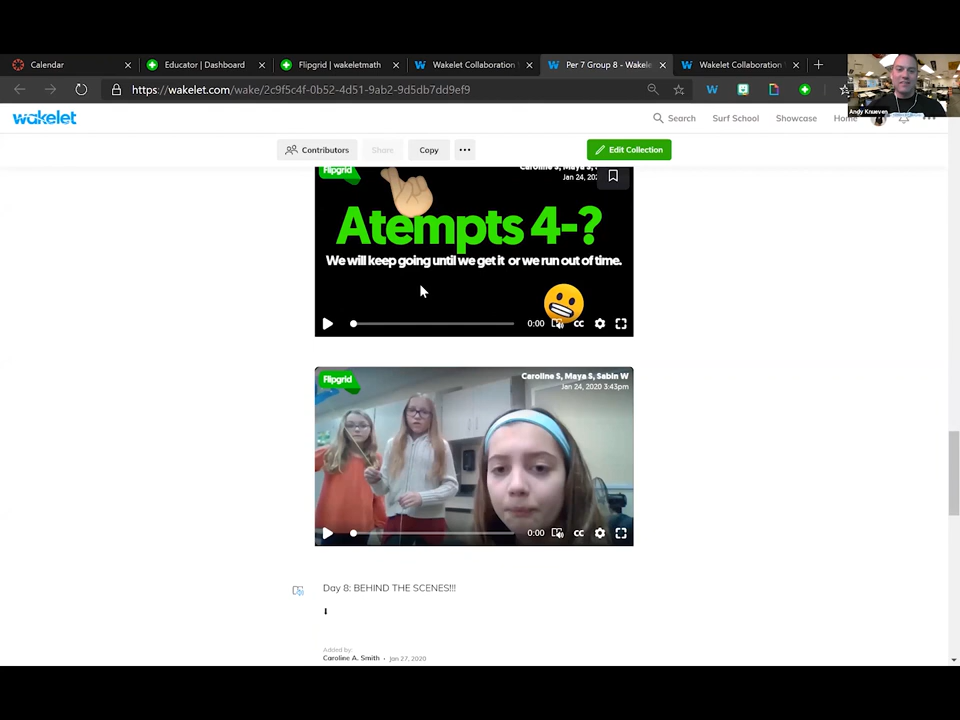 Calendar
Educator | Dashboard
Flipgrid | wakeletmath
Wakelet Collaboration
Per 7 Group 8 - Wakele
Wakelet Collaboration
https://wakelet.com/wake/2c9f5c4f-0b52-4d51-9ab2-9d5db7dd9ef9
Andy Knueven
wakelet
Search
Surf School
Showcase
Home
Contributors
Share
Copy
Edit Collection
Flipgrid
Caroline S, Maya S,
Jan 24, 202
Atempts 4-?
We will keep going until we get it or we run out of time.
0:00
CC
Flipgrid
Caroline S, Maya S, Sabin W
Jan 24, 2020 3:43pm
0:00
CC
Day 8: BEHIND THE SCENES!!!
Added by:
Caroline A. Smith • Jan 27, 2020